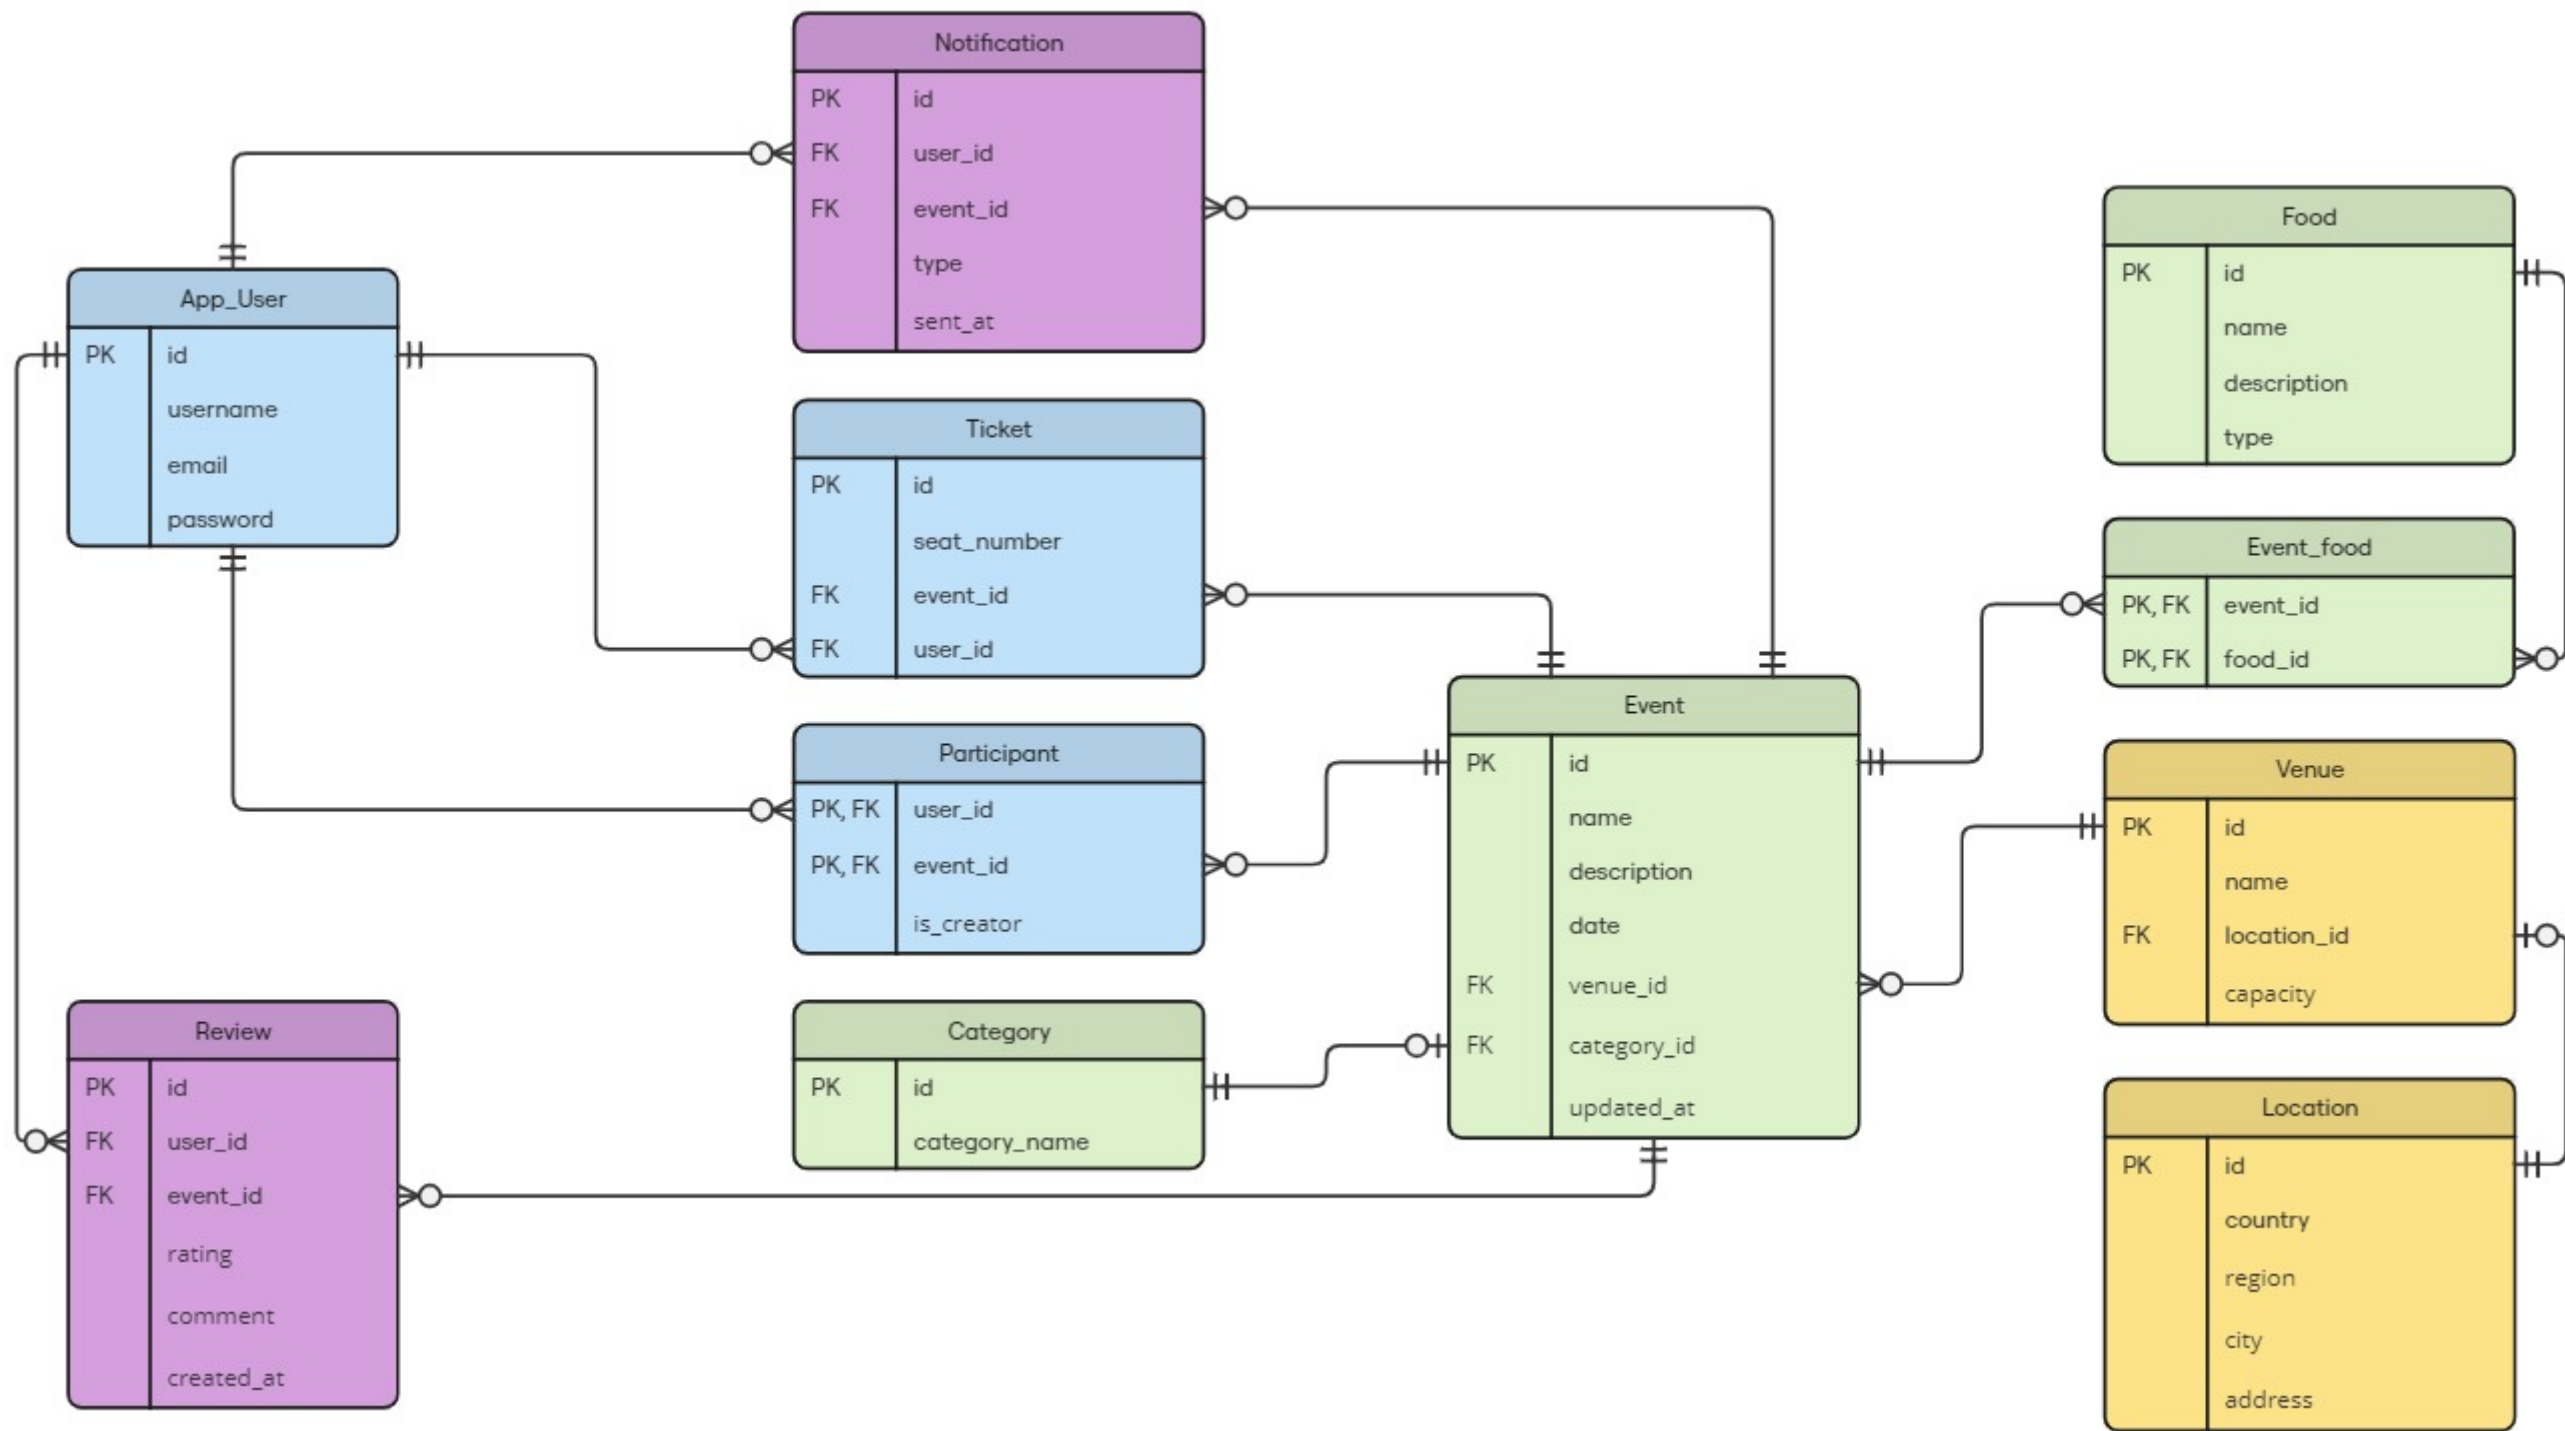 Notification
PK id
FK user_id
FK event_id
type
sent_at
App_User
PK id
username
email
password
Ticket
PK id
seat_number
FK event_id
FK user_id
Participant
PK, FK user_id
PK, FK event_id
is_creator
Review
PK id
FK user_id
FK event_id
rating
comment
created_at
Category
PK id
category_name
Event
PK id
name
description
date
FK venue_id
FK category_id
updated_at
Food
PK id
name
description
type
Event_food
PK, FK event_id
PK, FK food_id
Venue
PK id
name
FK location_id
capacity
Location
PK id
country
region
city
address